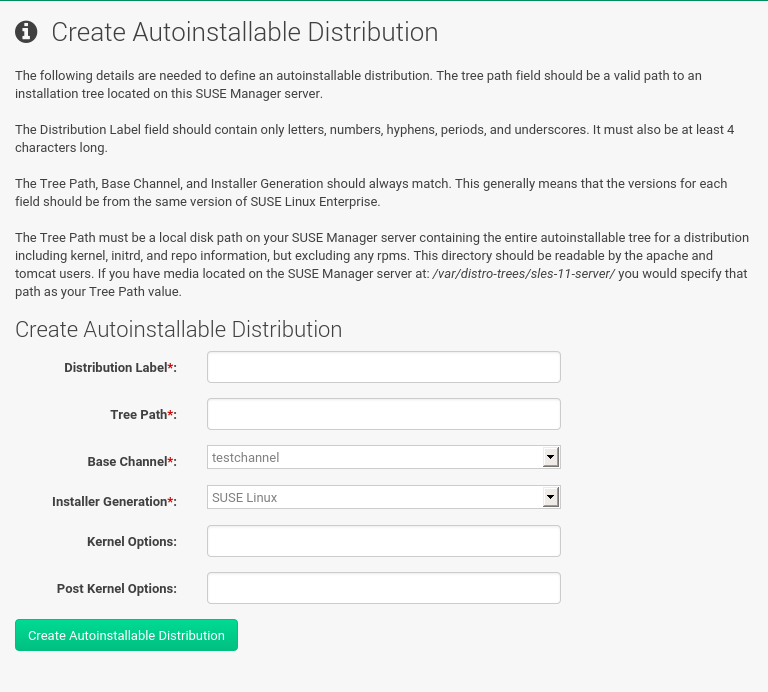 Create Autoinstallable Distribution
The following details are needed to define an autoinstallable distribution. The tree path field should be a valid path to an
installation tree located on this SUSE Manager server.
The Distribution Label field should contain only letters, numbers, hyphens, periods, and underscores. It must also be at least 4
characters long.
The Tree Path, Base Channel, and Installer Generation should always match. This generally means that the versions for each
field should be from the same version of SUSE Linux Enterprise.
The Tree Path must be a local disk path on your SUSE Manager server containing the entire autoinstallable tree for a distribution
including kernel, initrd, and repo information, but excluding any rpms. This directory should be readable by the apache and
tomcat users. If you have media located on the SUSE Manager server at: /var/distro-trees/sles-11-server/ you would specify that
path as your Tree Path value.
Create Autoinstallable Distribution
Distribution Label*:
Tree Path*:
Base Channel*: testchannel
Installer Generation*: SUSE Linux
Kernel Options:
Post Kernel Options:
Create Autoinstallable Distribution